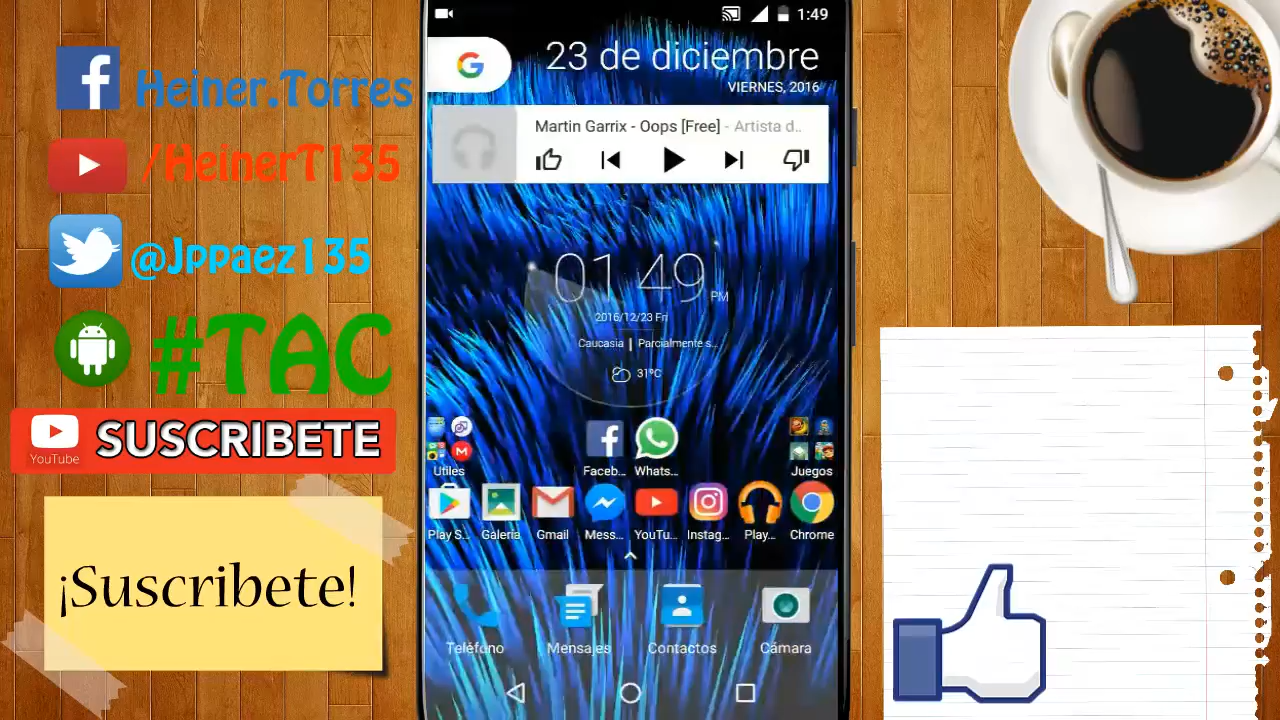 Heiner.Torres
/HeinerT135
@Jppaez135
#TAC
YouTube
SUSCRIBETE
¡Suscribete!
1:49
23 de diciembre
VIERNES, 2016
Martin Garrix - Oops [Free] - Artista d..
01 49 PM
2016/12/23 Fri
Caucasia | Parcialmente s...
31ºC
Utiles
Faceb...
Whats...
Juegos
Play S...
Galería
Gmail
Mess...
YouTu...
Instag...
Play...
Chrome
Teléfono
Mensajes
Contactos
Cámara